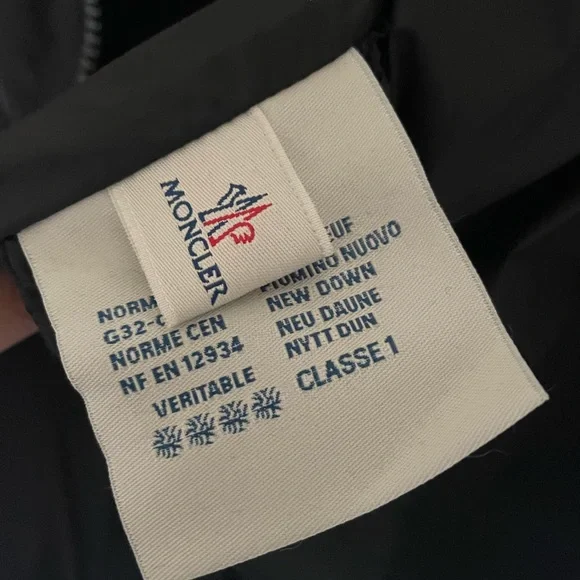 MONCLER
NORM
G32-
NORME CEN
NF EN 12934
VERITABLE
EUF
PIUMINO NUOVO
NEW DOWN
NEU DAUNE
NYTT DUN
CLASSE 1